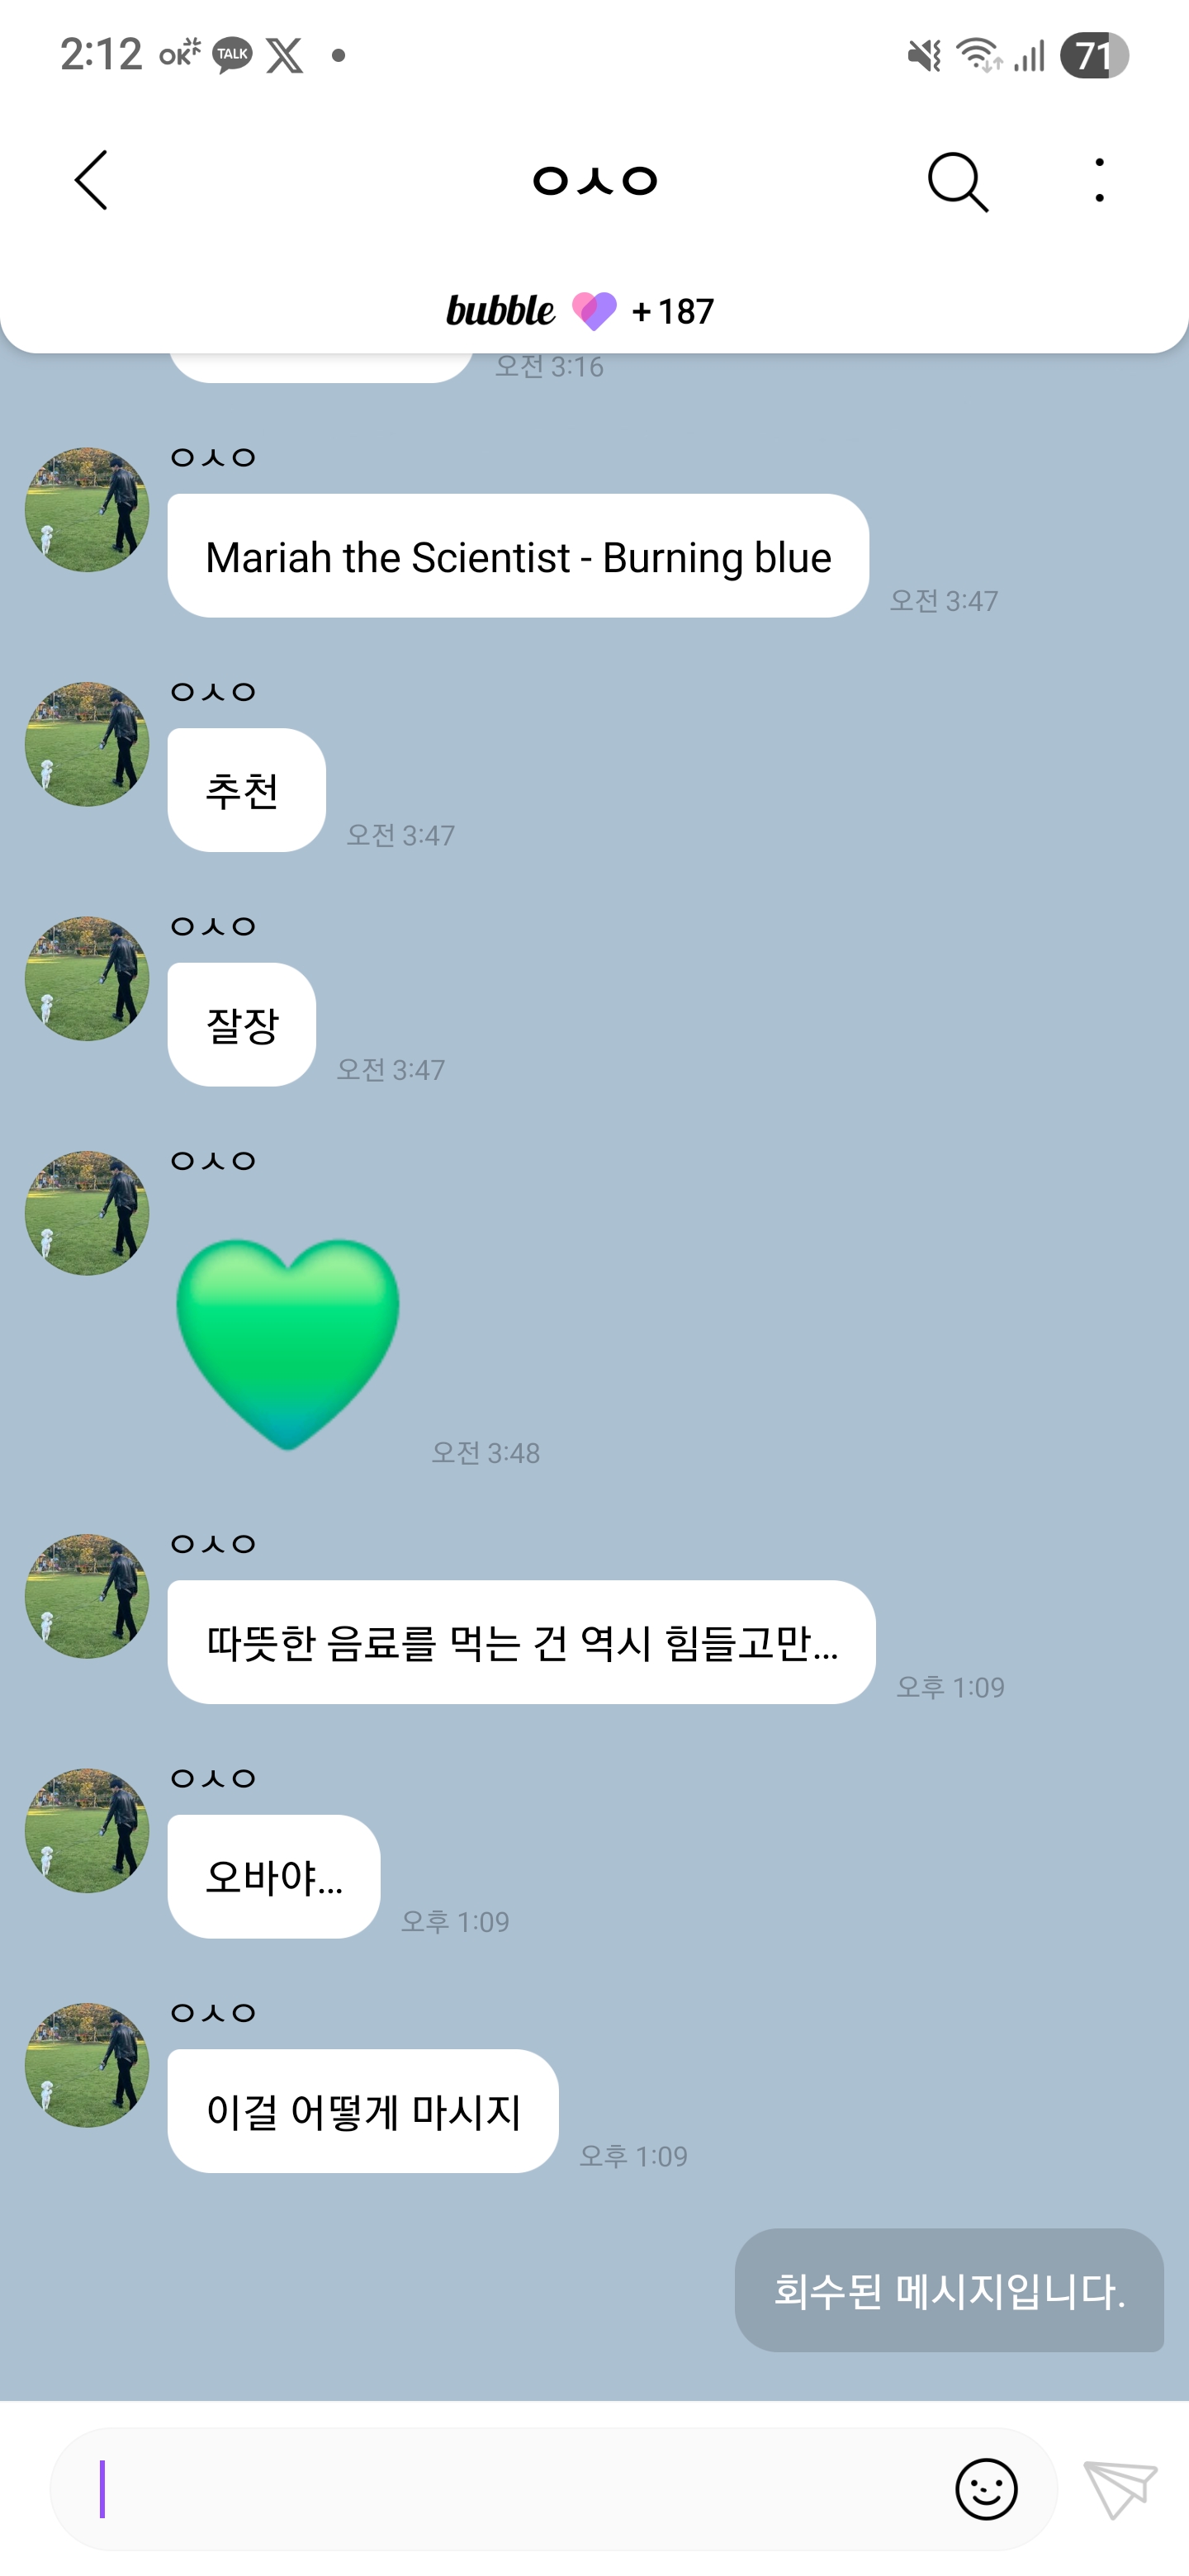 2:12 OK TALK X 71
ㅇㅅㅇ
bubble +187
오전 3:16
ㅇㅅㅇ
Mariah the Scientist - Burning blue
오전 3:47
ㅇㅅㅇ
추천
오전 3:47
ㅇㅅㅇ
잘장
오전 3:47
ㅇㅅㅇ
오전 3:48
ㅇㅅㅇ
따뜻한 음료를 먹는 건 역시 힘들고만...
오후 1:09
ㅇㅅㅇ
오바야...
오후 1:09
ㅇㅅㅇ
이걸 어떻게 마시지
오후 1:09
회수된 메시지입니다.